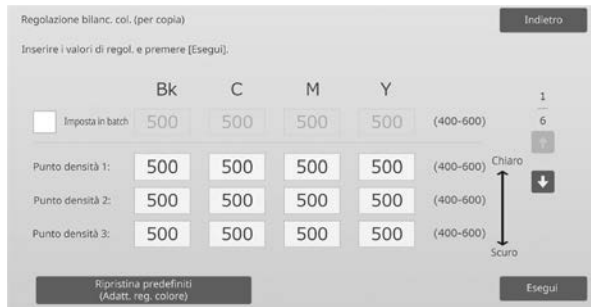 Regolazione bilanc. col. (per copia)
Indietro
Inserire i valori di regol. e premere [Esegui].
Bk C M Y
1
6
Imposta in batch 500 500 500 500 (400-600)
Chiaro
Punto densità 1: 500 500 500 500 (400-600)
Punto densità 2: 500 500 500 500 (400-600)
Punto densità 3: 500 500 500 500 (400-600)
Scuro
Ripristina predefiniti
(Adatt. reg. colore)
Esegui